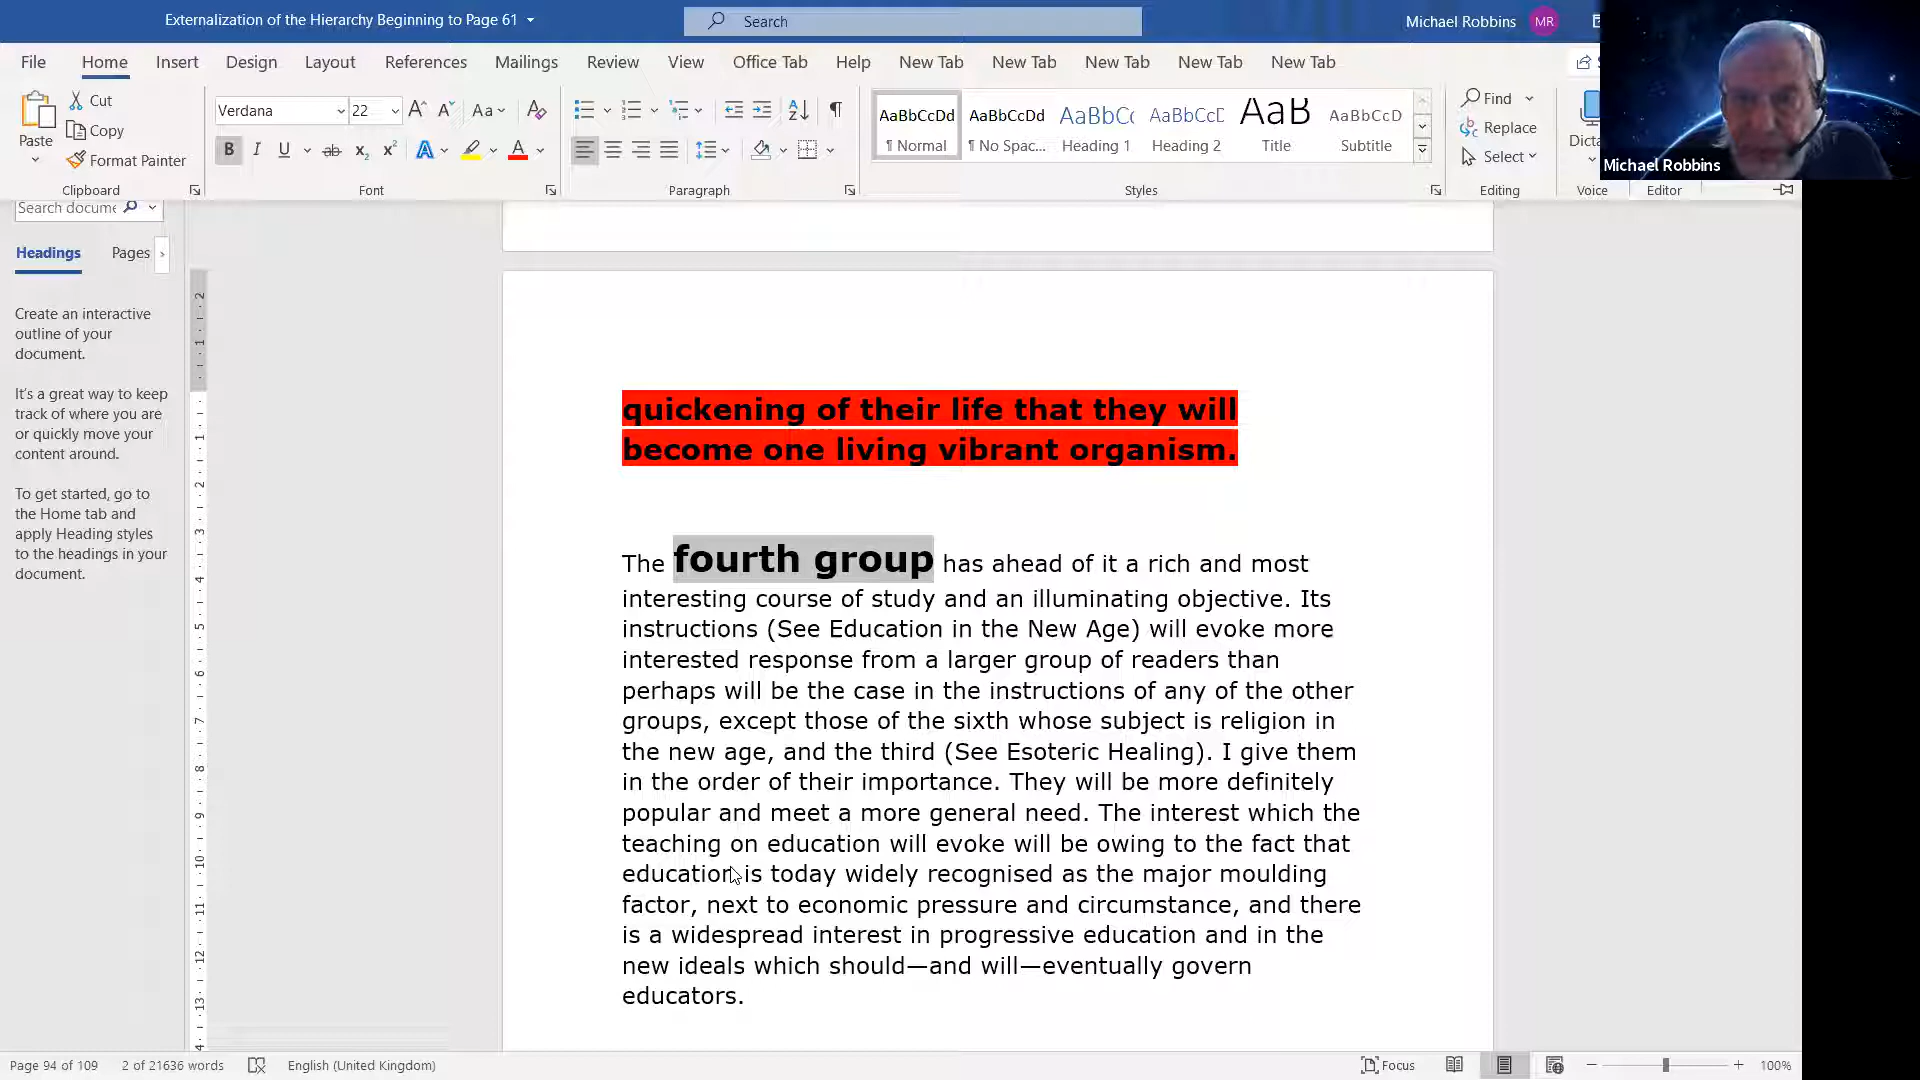 Externalization of the Hierarchy Beginning to Page 61
Search
Michael Robbins MR
File Home Insert Design Layout References Mailings Review View Office Tab Help New Tab New Tab New Tab New Tab New Tab
Paste
Cut
Copy
Format Painter
Clipboard
Verdana 22
Font
Paragraph
AaBbCcDd
¶ Normal
AaBbCcDd
¶ No Spac...
AaBbC
Heading 1
AaBbCcD
Heading 2
AaB
Title
AaBbCcD
Subtitle
Styles
Find
Replace
Select
Editing
Dicta
Voice
Editor
Michael Robbins
Search docume
Headings Pages
Create an interactive
outline of your
document.
It's a great way to keep
track of where you are
or quickly move your
content around.
To get started, go to
the Home tab and
apply Heading styles
to the headings in your
document.
quickening of their life that they will
become one living vibrant organism.
The fourth group has ahead of it a rich and most
interesting course of study and an illuminating objective. Its
instructions (See Education in the New Age) will evoke more
interested response from a larger group of readers than
perhaps will be the case in the instructions of any of the other
groups, except those of the sixth whose subject is religion in
the new age, and the third (See Esoteric Healing). I give them
in the order of their importance. They will be more definitely
popular and meet a more general need. The interest which the
teaching on education will evoke will be owing to the fact that
education is today widely recognised as the major moulding
factor, next to economic pressure and circumstance, and there
is a widespread interest in progressive education and in the
new ideals which should—and will—eventually govern
educators.
Page 94 of 109 2 of 21636 words English (United Kingdom)
Focus
100%